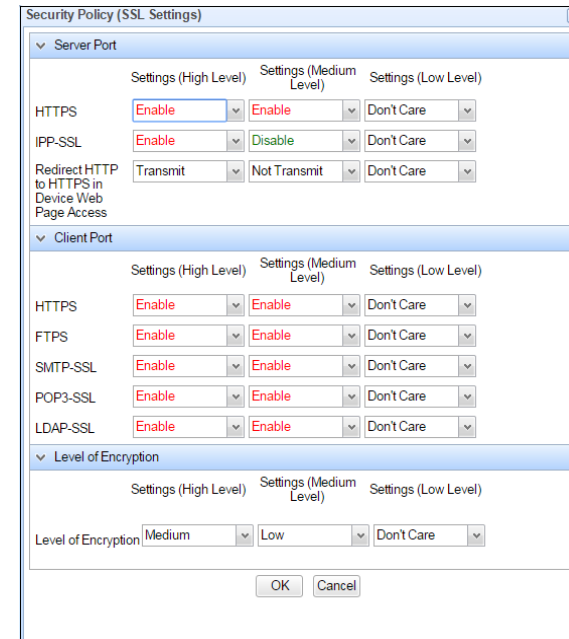 Security Policy (SSL Settings)
Server Port
Settings (High Level) Settings (Medium Level) Settings (Low Level)
HTTPS Enable Enable Don't Care
IPP-SSL Enable Disable Don't Care
Redirect HTTP to HTTPS in Device Web Page Access Transmit Not Transmit Don't Care
Client Port
Settings (High Level) Settings (Medium Level) Settings (Low Level)
HTTPS Enable Enable Don't Care
FTPS Enable Enable Don't Care
SMTP-SSL Enable Enable Don't Care
POP3-SSL Enable Enable Don't Care
LDAP-SSL Enable Enable Don't Care
Level of Encryption
Settings (High Level) Settings (Medium Level) Settings (Low Level)
Level of Encryption Medium Low Don't Care
OK Cancel